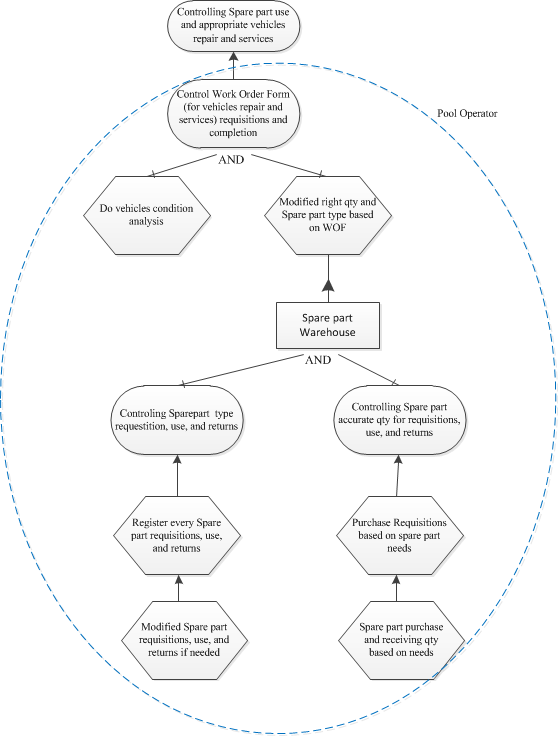 Controlling Spare part use
and appropriate vehicles
repair and services
Control Work Order Form
(for vehicles repair and
services) requisitions and
completion
Pool Operator
AND
Do vehicles condition
analysis
Modified right qty and
Spare part type based
on WOF
Spare part
Warehouse
AND
Controling Sparepart type
requestition, use, and returns
Controlling Spare part
accurate qty for requisitions,
use, and returns
Register every Spare
part requisitions, use,
and returns
Purchase Requisitions
based on spare part
needs
Modified Spare part
requisitions, use, and
returns if needed
Spare part purchase
and receiving qty
based on needs